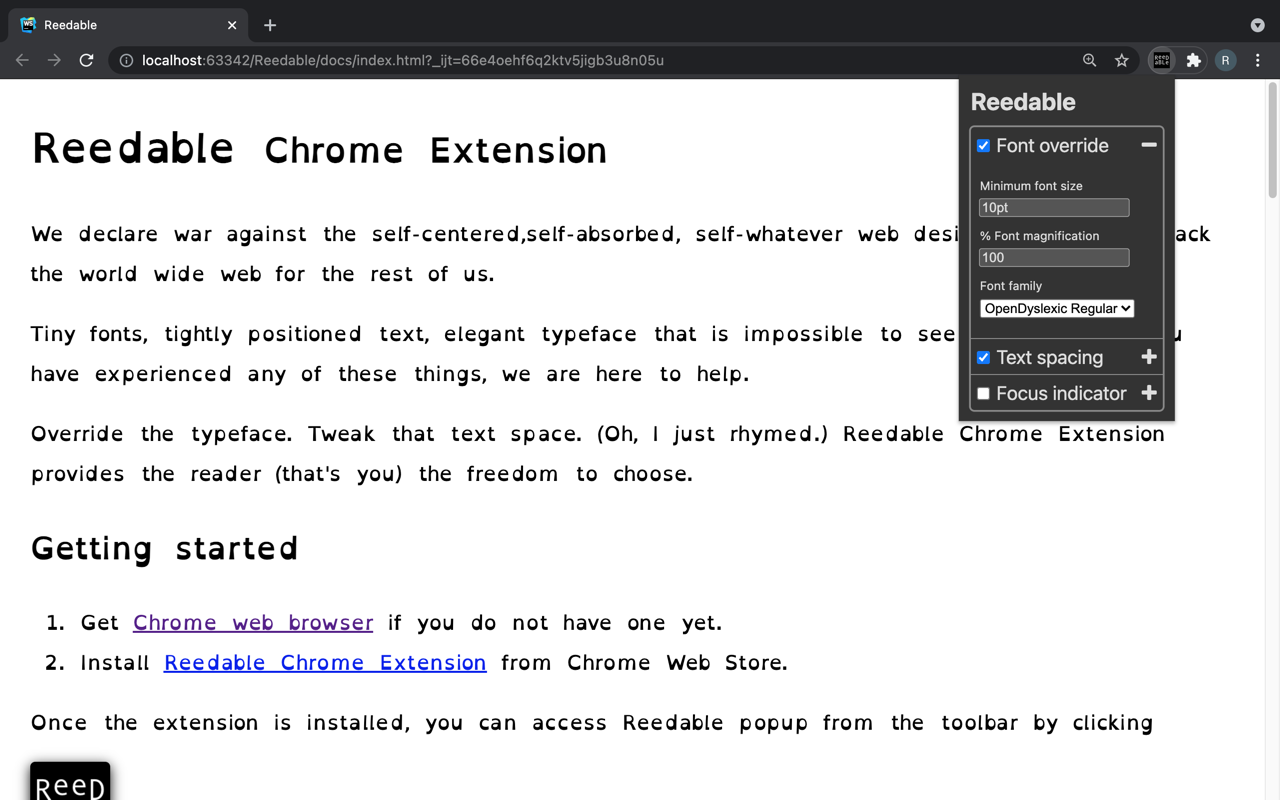 Reedable
localhost:63342/Reedable/docs/index.html?_ijt=66e4oehf6q2ktv5jigb3u8n05u
REED
ABLE
R
Reedable
Font override
Minimum font size
10pt
% Font magnification
100
Font family
OpenDyslexic Regular
Text spacing
Focus indicator
Reedable Chrome Extension
We declare war against the self-centered,self-absorbed, self-whatever web desi ack
the world wide web for the rest of us.
Tiny fonts, tightly positioned text, elegant typeface that is impossible to see u
have experienced any of these things, we are here to help.
Override the typeface. Tweak that text space. (Oh, I just rhymed.) Reedable Chrome Extension
provides the reader (that's you) the freedom to choose.
Getting started
1. Get Chrome web browser if you do not have one yet.
2. Install Reedable Chrome Extension from Chrome Web Store.
Once the extension is installed, you can access Reedable popup from the toolbar by clicking
REED